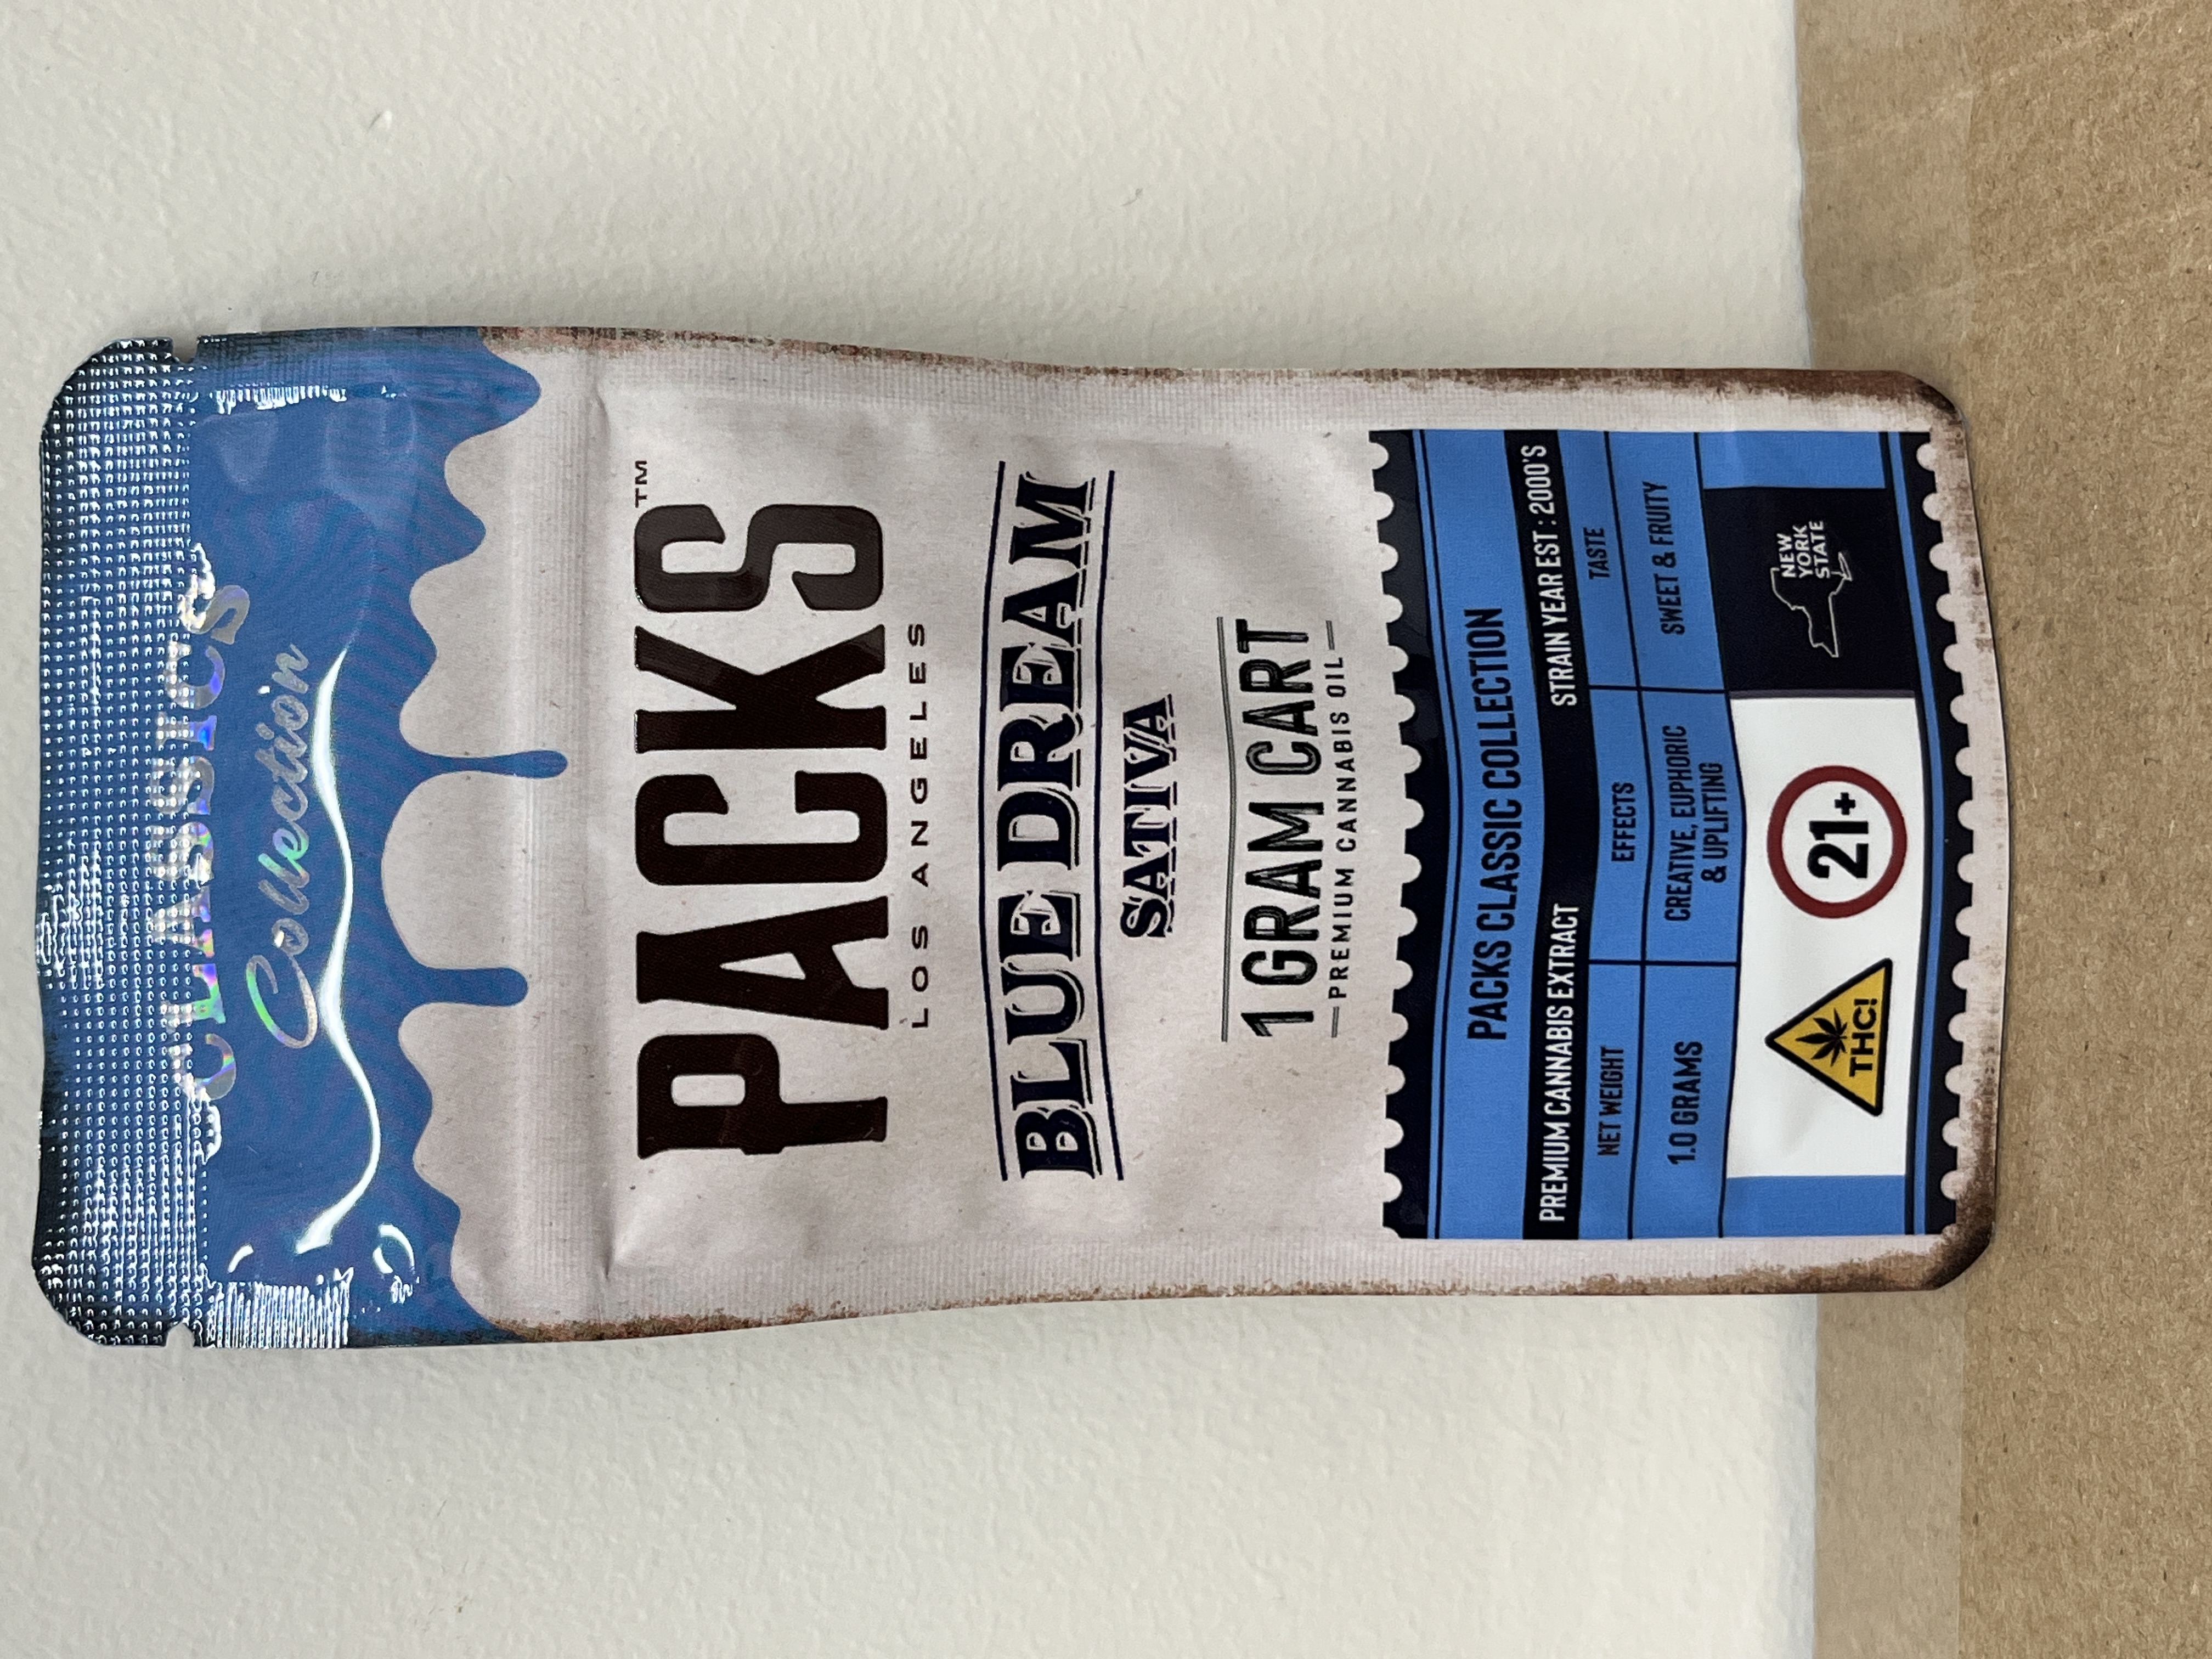 CLASSICS
Collection
PACKS™
LOS ANGELES
BLUE DREAM
SATIVA
1 GRAM CART
PREMIUM CANNABIS OIL
PACKS CLASSIC COLLECTION
PREMIUM CANNABIS EXTRACT STRAIN YEAR EST : 2000'S
NET WEIGHT EFFECTS TASTE
1.0 GRAMS CREATIVE, EUPHORIC & UPLIFTING SWEET & FRUITY
THC! 21+ NEW YORK STATE